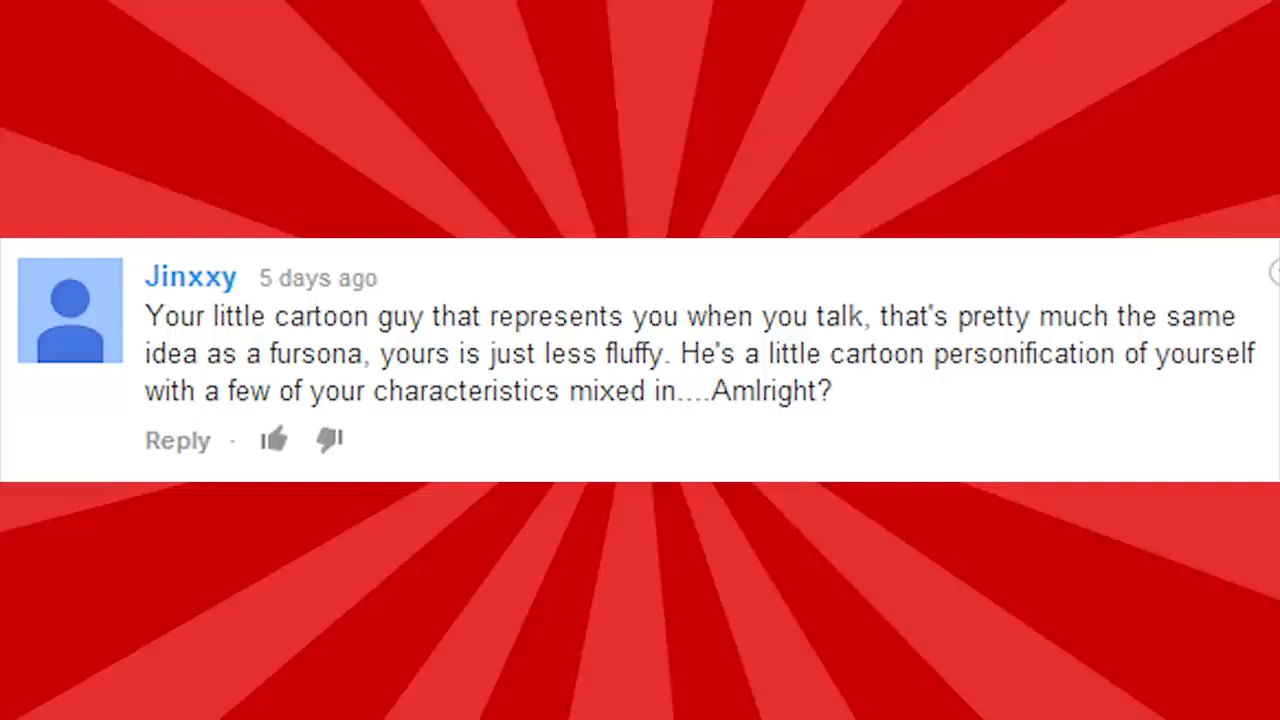 Jinxxy 5 days ago
Your little cartoon guy that represents you when you talk, that's pretty much the same
idea as a fursona, yours is just less fluffy. He's a little cartoon personification of yourself
with a few of your characteristics mixed in....AmIright?
Reply ·